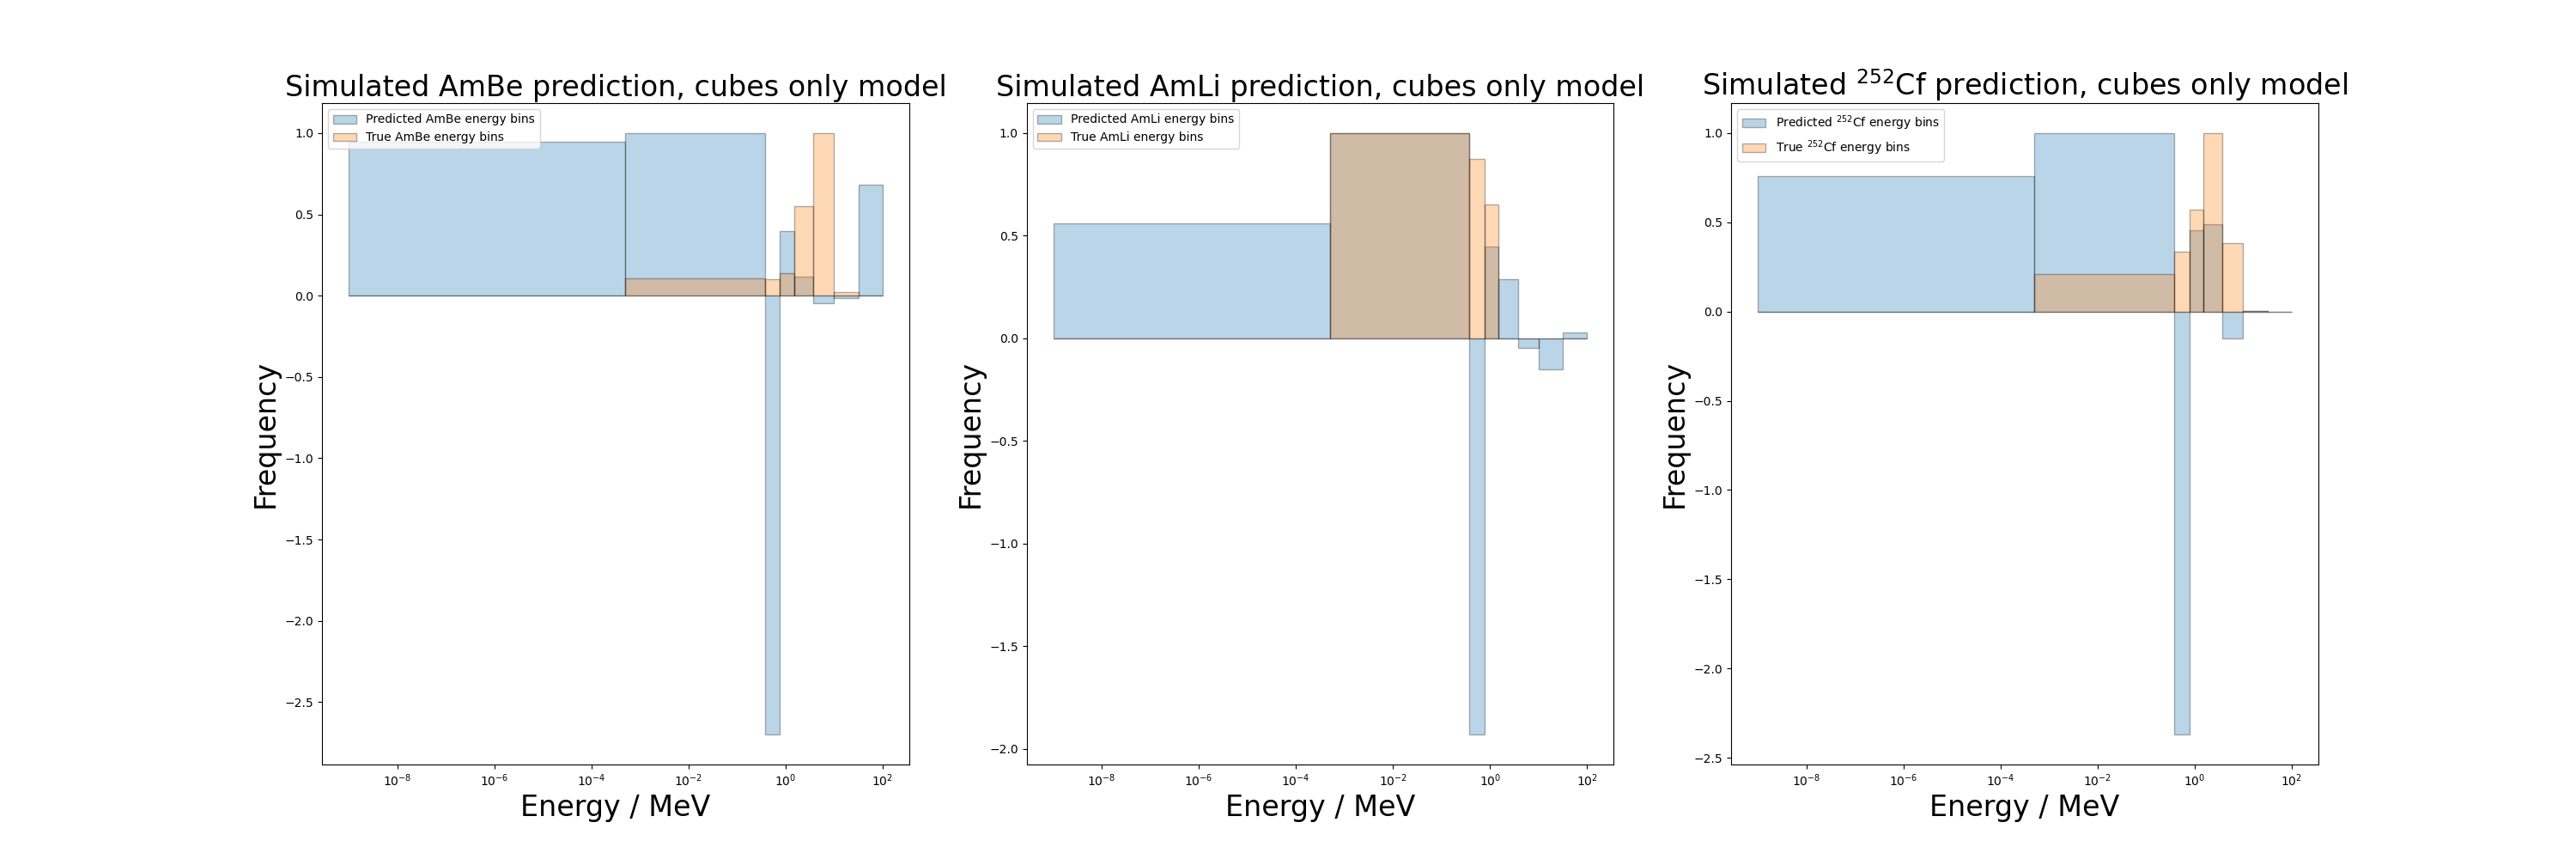 Simulated AmBe prediction, cubes only model
Predicted AmBe energy bins
True AmBe energy bins
1.0
0.5
0.0
−0.5
−1.0
−1.5
−2.0
−2.5
Frequency
10⁻⁸
10⁻⁶
10⁻⁴
10⁻²
10⁰
10²
Energy / MeV
Simulated AmLi prediction, cubes only model
Predicted AmLi energy bins
True AmLi energy bins
1.0
0.5
0.0
−0.5
−1.0
−1.5
−2.0
Frequency
10⁻⁸
10⁻⁶
10⁻⁴
10⁻²
10⁰
10²
Energy / MeV
Simulated ²⁵²Cf prediction, cubes only model
Predicted ²⁵²Cf energy bins
True ²⁵²Cf energy bins
1.0
0.5
0.0
−0.5
−1.0
−1.5
−2.0
−2.5
Frequency
10⁻⁸
10⁻⁶
10⁻⁴
10⁻²
10⁰
10²
Energy / MeV